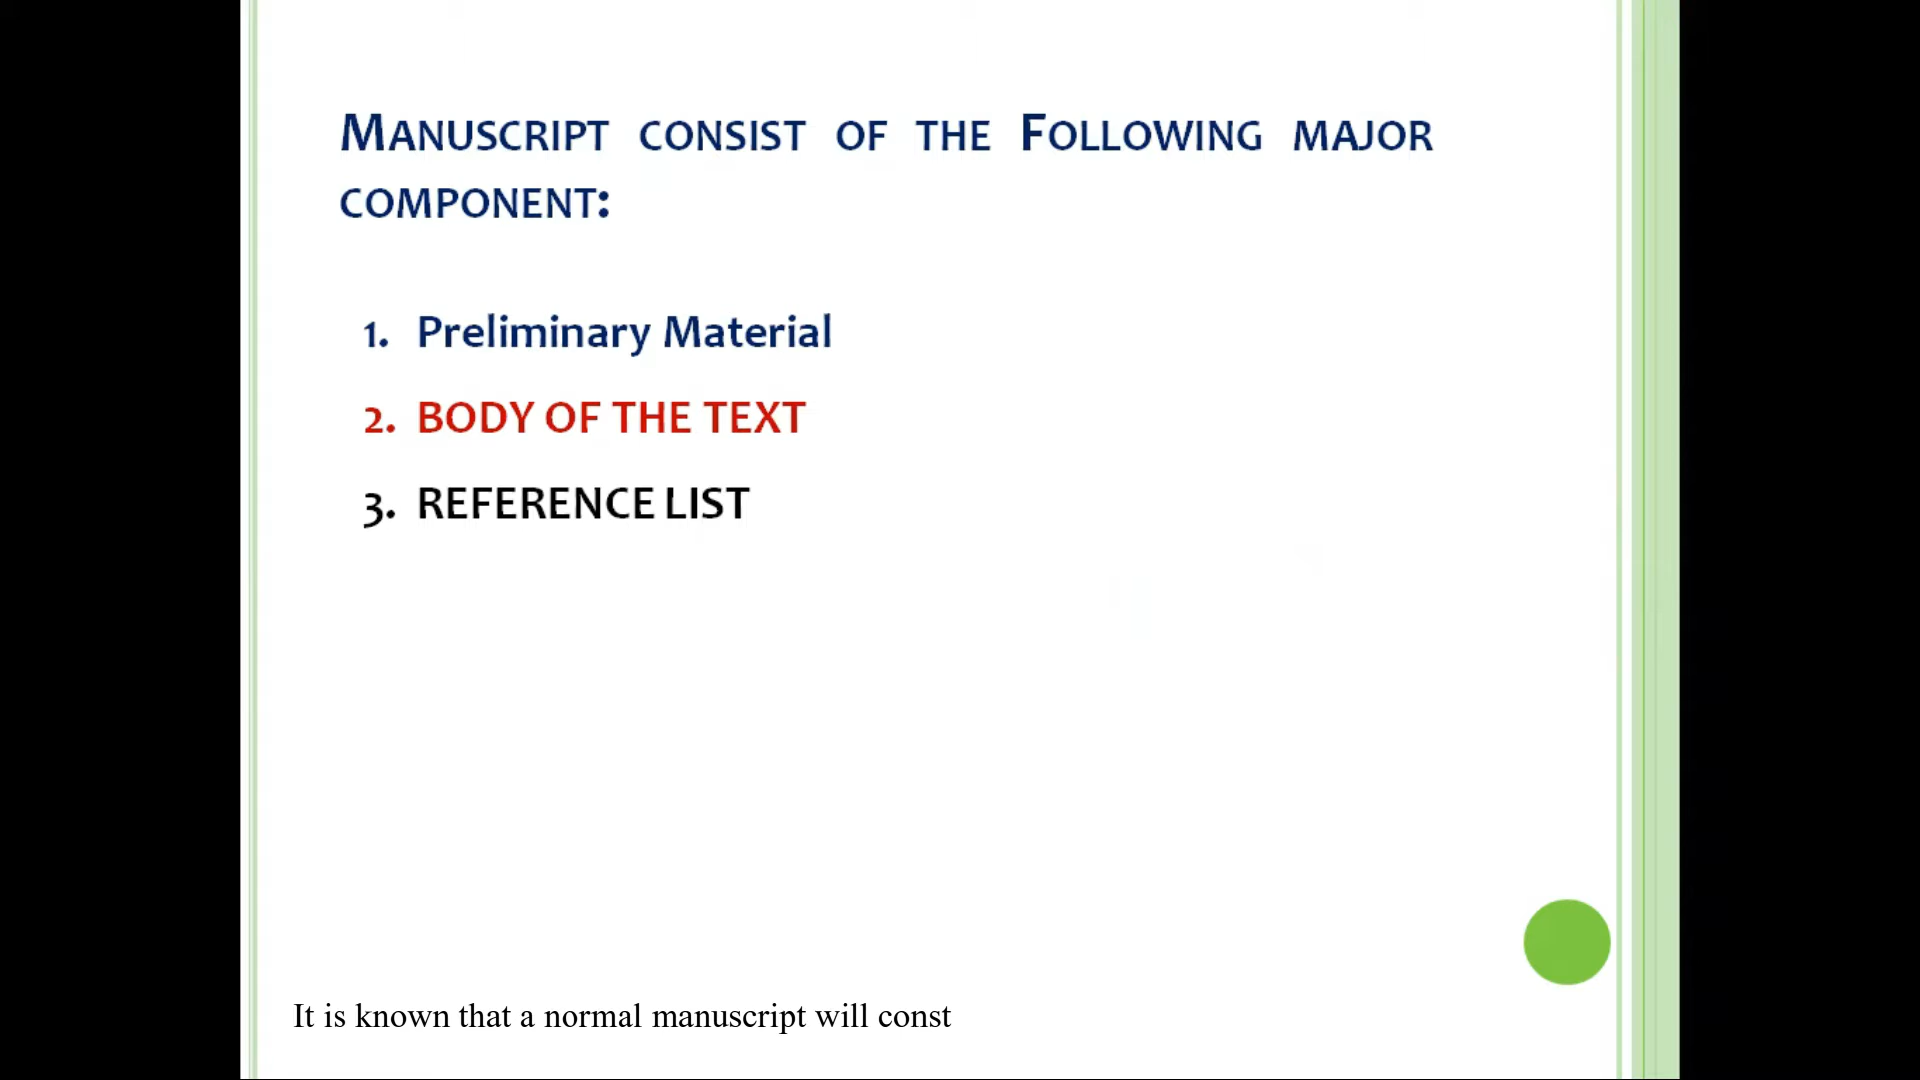 MANUSCRIPT CONSIST OF THE FOLLOWING MAJOR
COMPONENT:
1. Preliminary Material
2. BODY OF THE TEXT
3. REFERENCE LIST
It is known that a normal manuscript will const